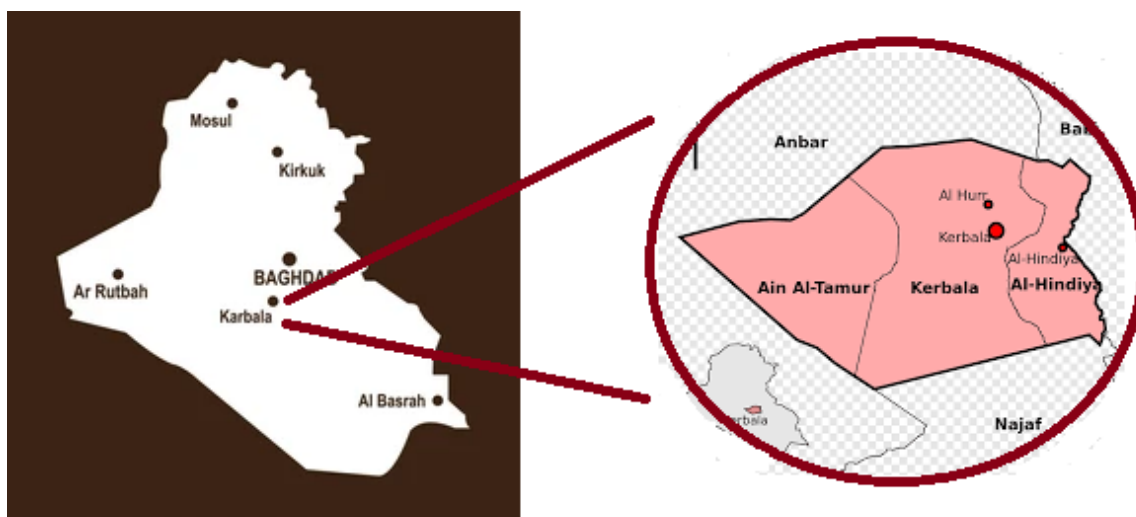 Mosul
Kirkuk
BAGHDAD
Ar Rutbah
Karbala
Al Basrah
Anbar
Al Hurr
Kerbala
Al-Hindiya
Ain Al-Tamur
Kerbala
Al-Hindiya
Najaf